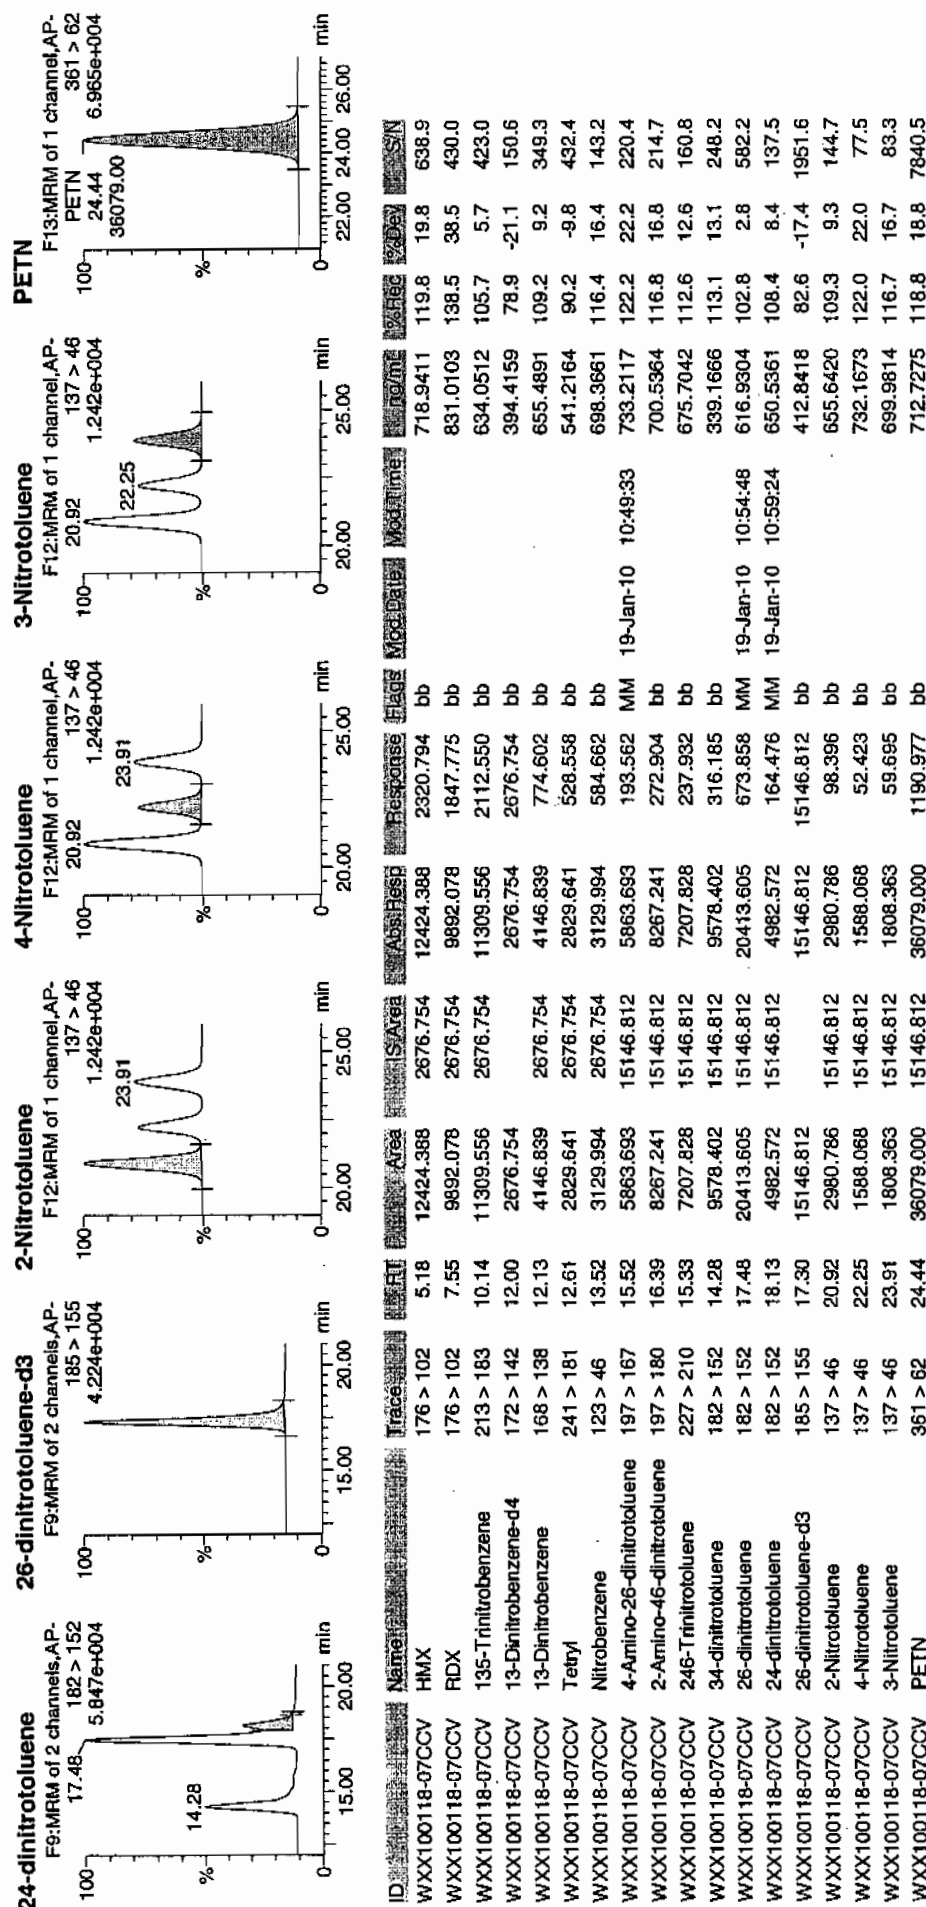 24-dinitrotoluene
F9:MRM of 2 channels,AP-
182 > 152
5.847e+004
17.48
14.28
100
%
0
15.00
20.00
min
26-dinitrotoluene-d3
F9:MRM of 2 channels,AP-
185 > 155
4.224e+004
100
%
0
15.00
20.00
min
2-Nitrotoluene
F12:MRM of 1 channel,AP-
137 > 46
1.242e+004
23.91
100
%
0
20.00
25.00
min
4-Nitrotoluene
F12:MRM of 1 channel,AP-
20.92
137 > 46
1.242e+004
23.91
100
%
0
20.00
25.00
min
3-Nitrotoluene
F12:MRM of 1 channel,AP-
20.92
137 > 46
1.242e+004
22.25
100
%
0
20.00
25.00
min
PETN
F13:MRM of 1 channel,AP-
PETN
24.44
36079.00
361 > 62
6.965e+004
100
%
0
22.00
24.00
26.00
min
ID Name Trace RT Area IS Area Abs.Resp Response Flags Mod.Date Mod.Time ng/mL %Rec %Dev S/N
WXX100118-07CCV HMX 176 > 102 5.18 12424.388 2676.754 12424.398 2320.794 bb 718.9411 119.8 19.8 638.9
WXX100118-07CCV RDX 176 > 102 7.55 9892.078 2676.754 9892.078 1847.775 bb 831.0103 138.5 38.5 430.0
WXX100118-07CCV 135-Trinitrobenzene 213 > 183 10.14 11309.556 2676.754 11309.556 2112.550 bb 634.0512 105.7 5.7 423.0
WXX100118-07CCV 13-Dinitrobenzene-d4 172 > 142 12.00 2676.754 2676.754 2676.754 bb 394.4159 78.9 -21.1 150.6
WXX100118-07CCV 13-Dinitrobenzene 168 > 138 12.13 4146.839 2676.754 4146.839 774.602 bb 655.4891 109.2 9.2 349.3
WXX100118-07CCV Tetryl 241 > 181 12.61 2829.641 2676.754 2829.641 528.558 bb 541.2164 90.2 -9.8 432.4
WXX100118-07CCV Nitrobenzene 123 > 46 13.52 3129.994 2676.754 3129.994 584.662 bb 698.3661 116.4 16.4 143.2
WXX100118-07CCV 4-Amino-26-dinitrotoluene 197 > 167 15.52 5863.693 15146.812 5863.693 193.562 MM 19-Jan-10 10:49:33 733.2117 122.2 22.2 220.4
WXX100118-07CCV 2-Amino-46-dinitrotoluene 197 > 180 16.39 8267.241 15146.812 8267.241 272.904 bb 700.5364 116.8 16.8 214.7
WXX100118-07CCV 246-Trinitrotoluene 227 > 210 15.33 7207.828 15146.812 7207.828 237.932 bb 675.7042 112.6 12.6 160.8
WXX100118-07CCV 34-dinitrotoluene 182 > 152 14.28 9578.402 15146.812 9578.402 316.185 bb 339.1666 113.1 13.1 248.2
WXX100118-07CCV 26-dinitrotoluene 182 > 152 17.48 20413.605 15146.812 20413.605 673.858 MM 19-Jan-10 10:54:48 616.9304 102.8 2.8 582.2
WXX100118-07CCV 24-dinitrotoluene 182 > 152 18.13 4982.572 15146.812 4982.572 164.476 MM 19-Jan-10 10:59:24 650.5361 108.4 8.4 137.5
WXX100118-07CCV 26-dinitrotoluene-d3 185 > 155 17.30 15146.812 15146.812 15146.812 bb 412.8418 82.6 -17.4 1951.6
WXX100118-07CCV 2-Nitrotoluene 137 > 46 20.92 2980.786 15146.812 2980.786 98.396 bb 655.6420 109.3 9.3 144.7
WXX100118-07CCV 4-Nitrotoluene 137 > 46 22.25 1588.068 15146.812 1588.068 52.423 bb 732.1673 122.0 22.0 77.5
WXX100118-07CCV 3-Nitrotoluene 137 > 46 23.91 1808.363 15146.812 1808.363 59.695 bb 699.9814 116.7 16.7 83.3
WXX100118-07CCV PETN 361 > 62 24.44 36079.000 15146.812 36079.000 1190.977 bb 712.7275 118.8 18.8 7840.5